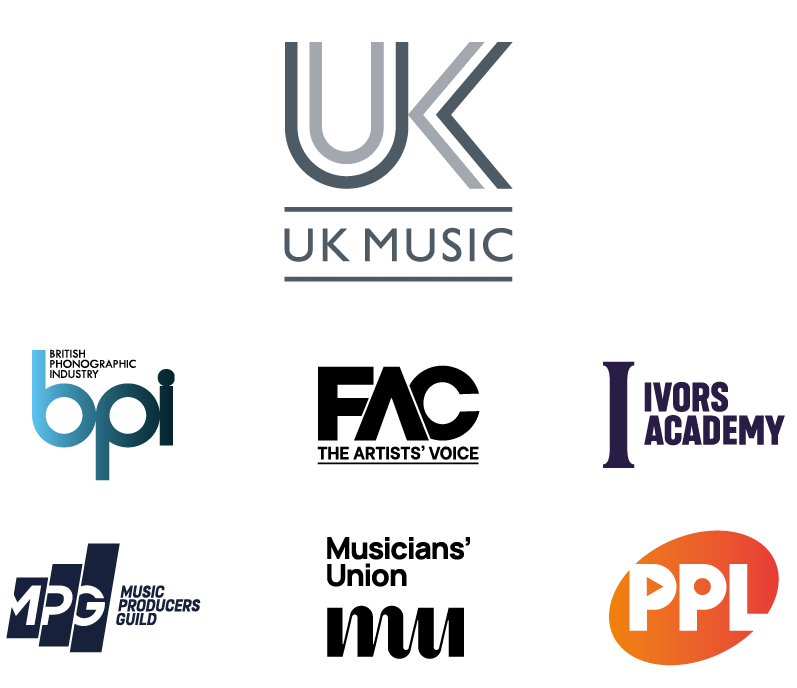 UK
UK MUSIC
BRITISH
PHONOGRAPHIC
INDUSTRY
bpi
FAC
THE ARTISTS’ VOICE
IVORS
ACADEMY
MPG
MUSIC
PRODUCERS
GUILD
Musicians’
Union
mu
PPL